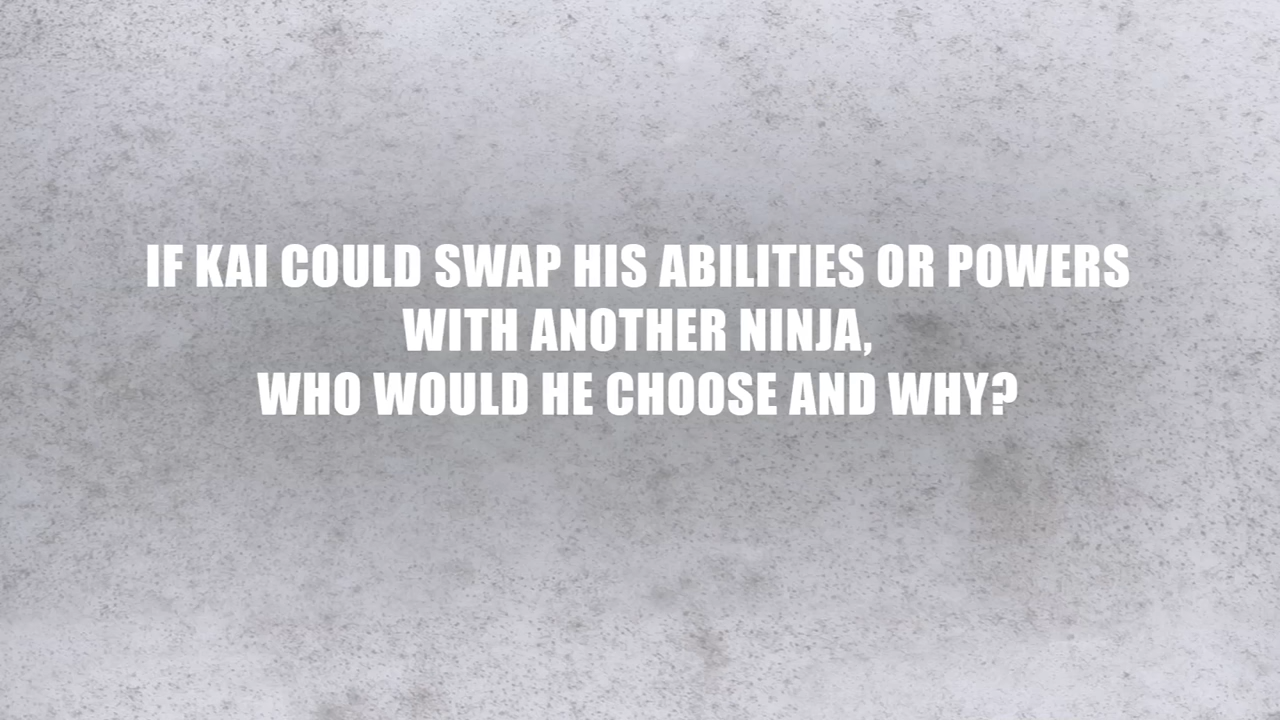 IF KAI COULD SWAP HIS ABILITIES OR POWERS
WITH ANOTHER NINJA,
WHO WOULD HE CHOOSE AND WHY?